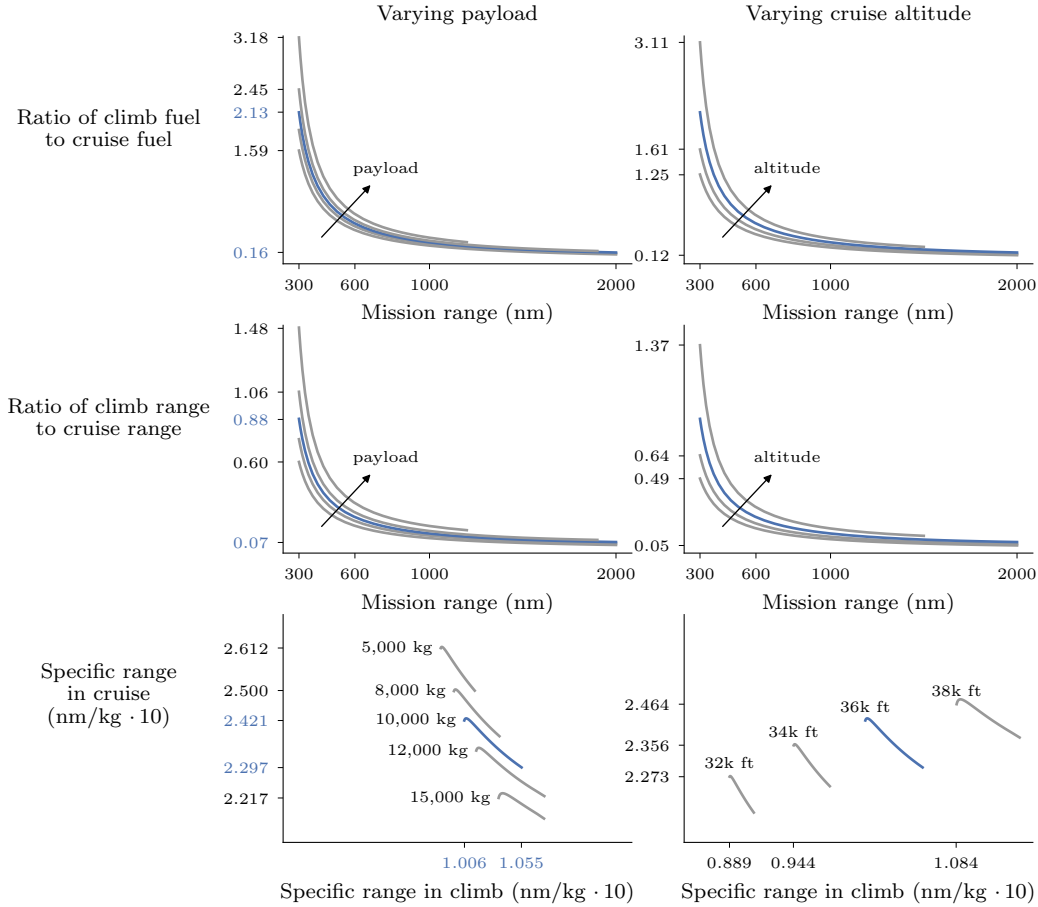 Varying payload
Varying cruise altitude
Ratio of climb fuel
to cruise fuel
3.18
2.45
2.13
1.59
0.16
payload
300
600
1000
2000
Mission range (nm)
3.11
1.61
1.25
0.12
altitude
300
600
1000
2000
Mission range (nm)
Ratio of climb range
to cruise range
1.48
1.06
0.88
0.60
0.07
payload
300
600
1000
2000
Mission range (nm)
1.37
0.64
0.49
0.05
altitude
300
600
1000
2000
Mission range (nm)
Specific range
in cruise
(nm/kg · 10)
2.612
2.500
2.421
2.297
2.217
5,000 kg
8,000 kg
10,000 kg
12,000 kg
15,000 kg
1.006
1.055
Specific range in climb (nm/kg · 10)
2.464
2.356
2.273
32k ft
34k ft
36k ft
38k ft
0.889
0.944
1.084
Specific range in climb (nm/kg · 10)